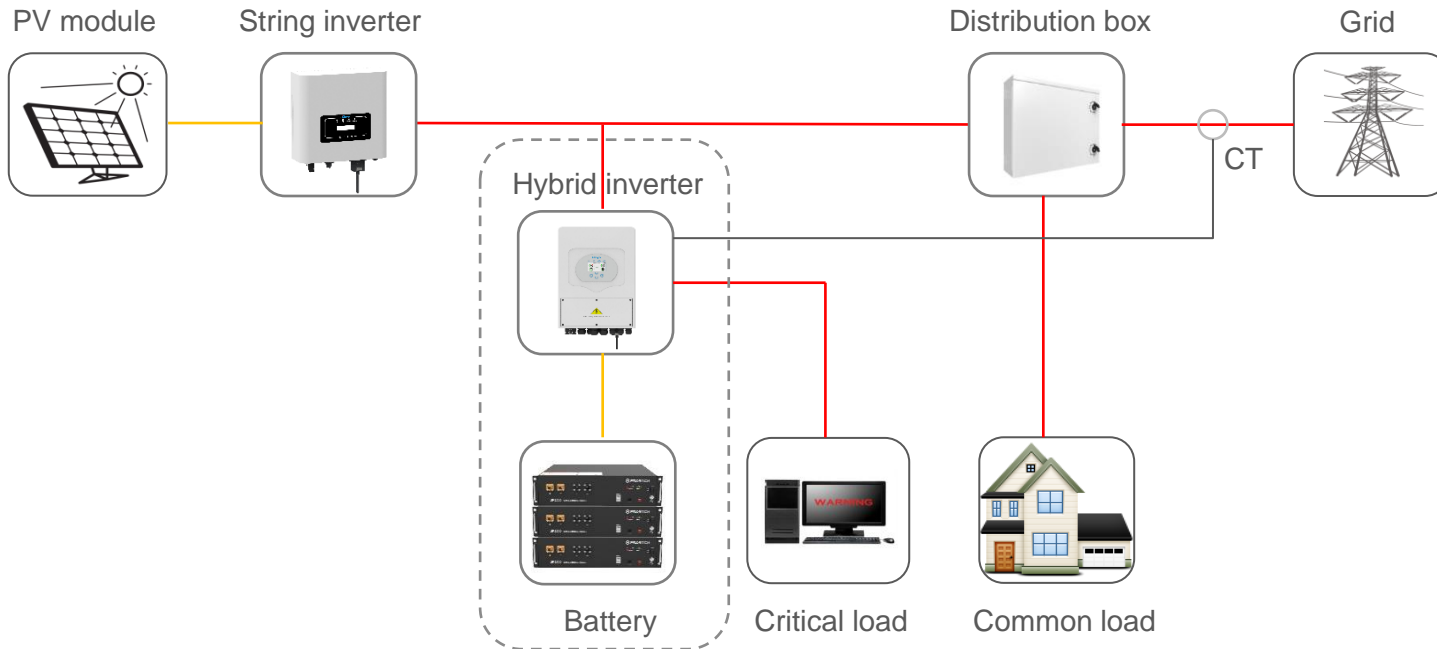 PV module
String inverter
Distribution box
Grid
CT
Hybrid inverter
WARNING
Battery
Critical load
Common load